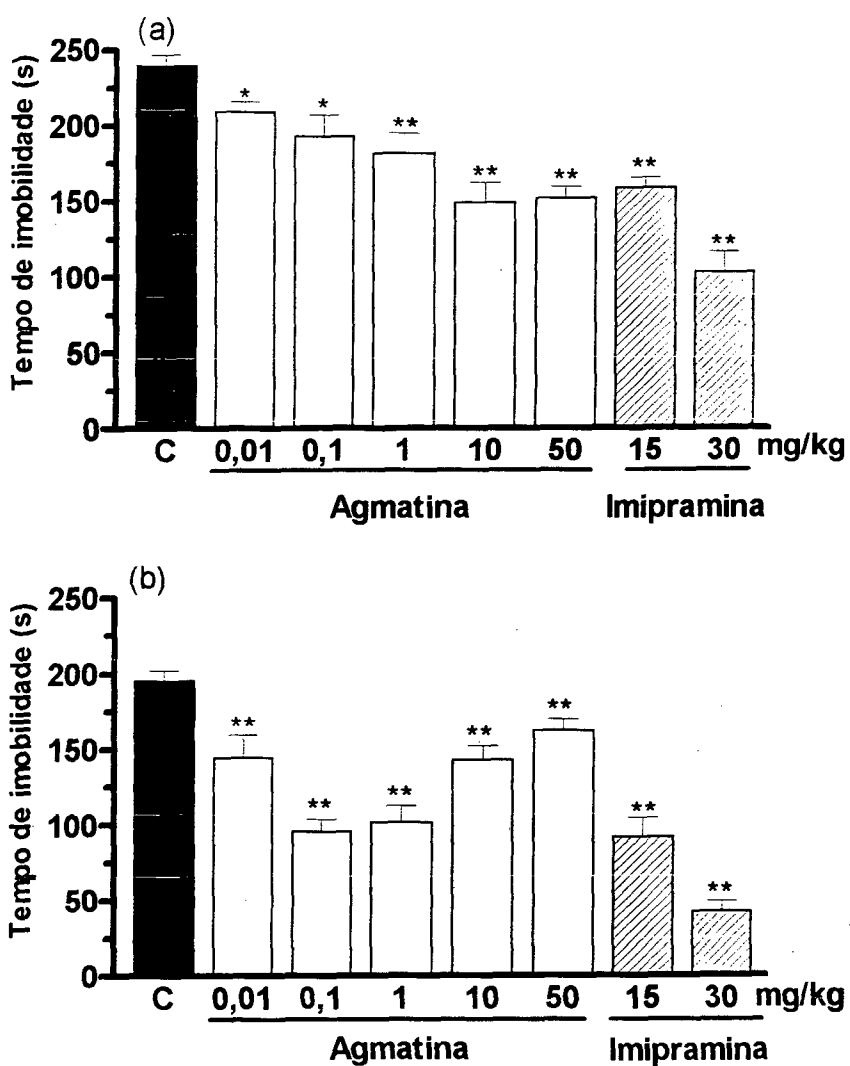 (a)
Tempo de imobilidade (s)
250
200
150
100
50
0
* * ** ** ** ** **
C 0,01 0,1 1 10 50 15 30 mg/kg
Agmatina Imipramina
(b)
Tempo de imobilidade (s)
250
200
150
100
50
0
** ** ** ** ** ** **
C 0,01 0,1 1 10 50 15 30 mg/kg
Agmatina Imipramina